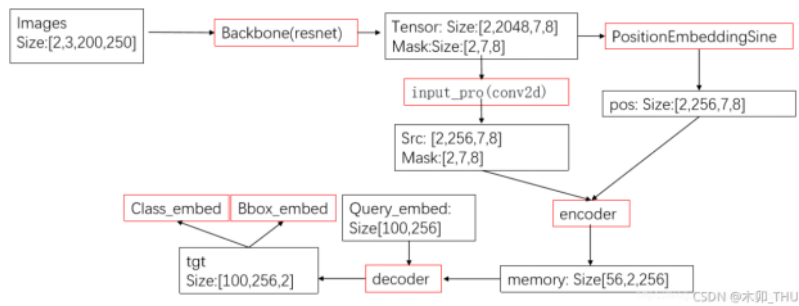 Images
Size:[2,3,200,250]
Backbone(resnet)
Tensor: Size:[2,2048,7,8]
Mask:Size:[2,7,8]
PositionEmbeddingSine
input_pro(conv2d)
pos: Size:[2,256,7,8]
Src: [2,256,7,8]
Mask:[2,7,8]
Class_embed
Bbox_embed
Query_embed:
Size[100,256]
encoder
tgt
Size:[100,256,2]
decoder
memory: Size[56,2,256]
CSDN @木卯_THU